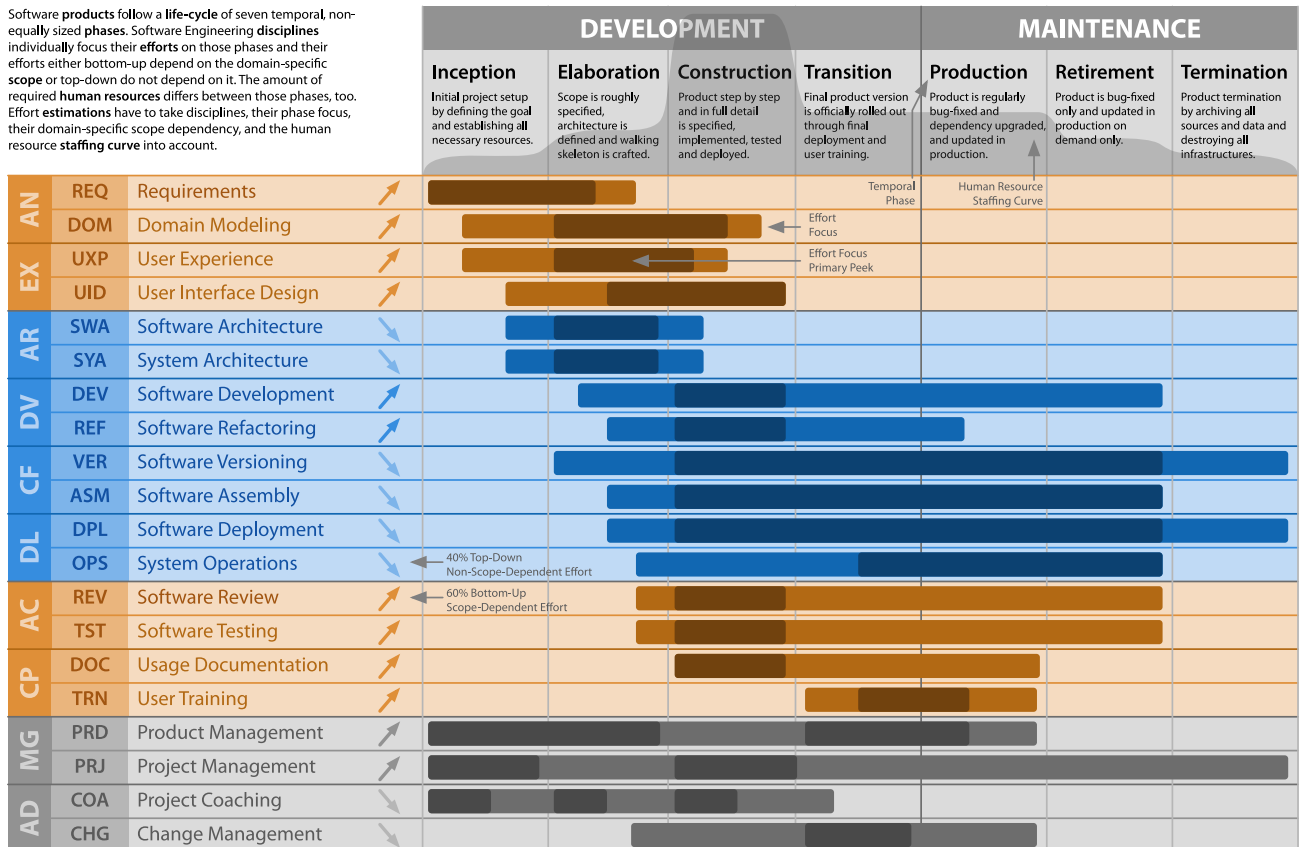 Software products follow a life-cycle of seven temporal, non-
equally sized phases. Software Engineering disciplines
individually focus their efforts on those phases and their
efforts either bottom-up depend on the domain-specific
scope or top-down do not depend on it. The amount of
required human resources differs between those phases, too.
Effort estimations have to take disciplines, their phase focus,
their domain-specific scope dependency, and the human
resource staffing curve into account.
DEVELOPMENT
MAINTENANCE
Inception
Initial project setup
by defining the goal
and establishing all
necessary resources.
Elaboration
Scope is roughly
specified,
architecture is
defined and walking
skeleton is crafted.
Construction
Product step by step
and in full detail
is specified,
implemented, tested
and deployed.
Transition
Final product version
is officially rolled out
through final
deployment and
user training.
Production
Product is regularly
bug-fixed and
dependency upgraded,
and updated in
production.
Retirement
Product is bug-fixed
only and updated in
production on
demand only.
Termination
Product termination
by archiving all
sources and data and
destroying all
infrastructures.
Temporal
Phase
Human Resource
Staffing Curve
AN
REQ Requirements
DOM Domain Modeling
Effort
Focus
EX
UXP User Experience
Effort Focus
Primary Peek
UID User Interface Design
AR
SWA Software Architecture
SYA System Architecture
DV
DEV Software Development
REF Software Refactoring
CF
VER Software Versioning
ASM Software Assembly
DL
DPL Software Deployment
OPS System Operations
40% Top-Down
Non-Scope-Dependent Effort
AC
REV Software Review
60% Bottom-Up
Scope-Dependent Effort
TST Software Testing
CP
DOC Usage Documentation
TRN User Training
MG
PRD Product Management
PRJ Project Management
AD
COA Project Coaching
CHG Change Management